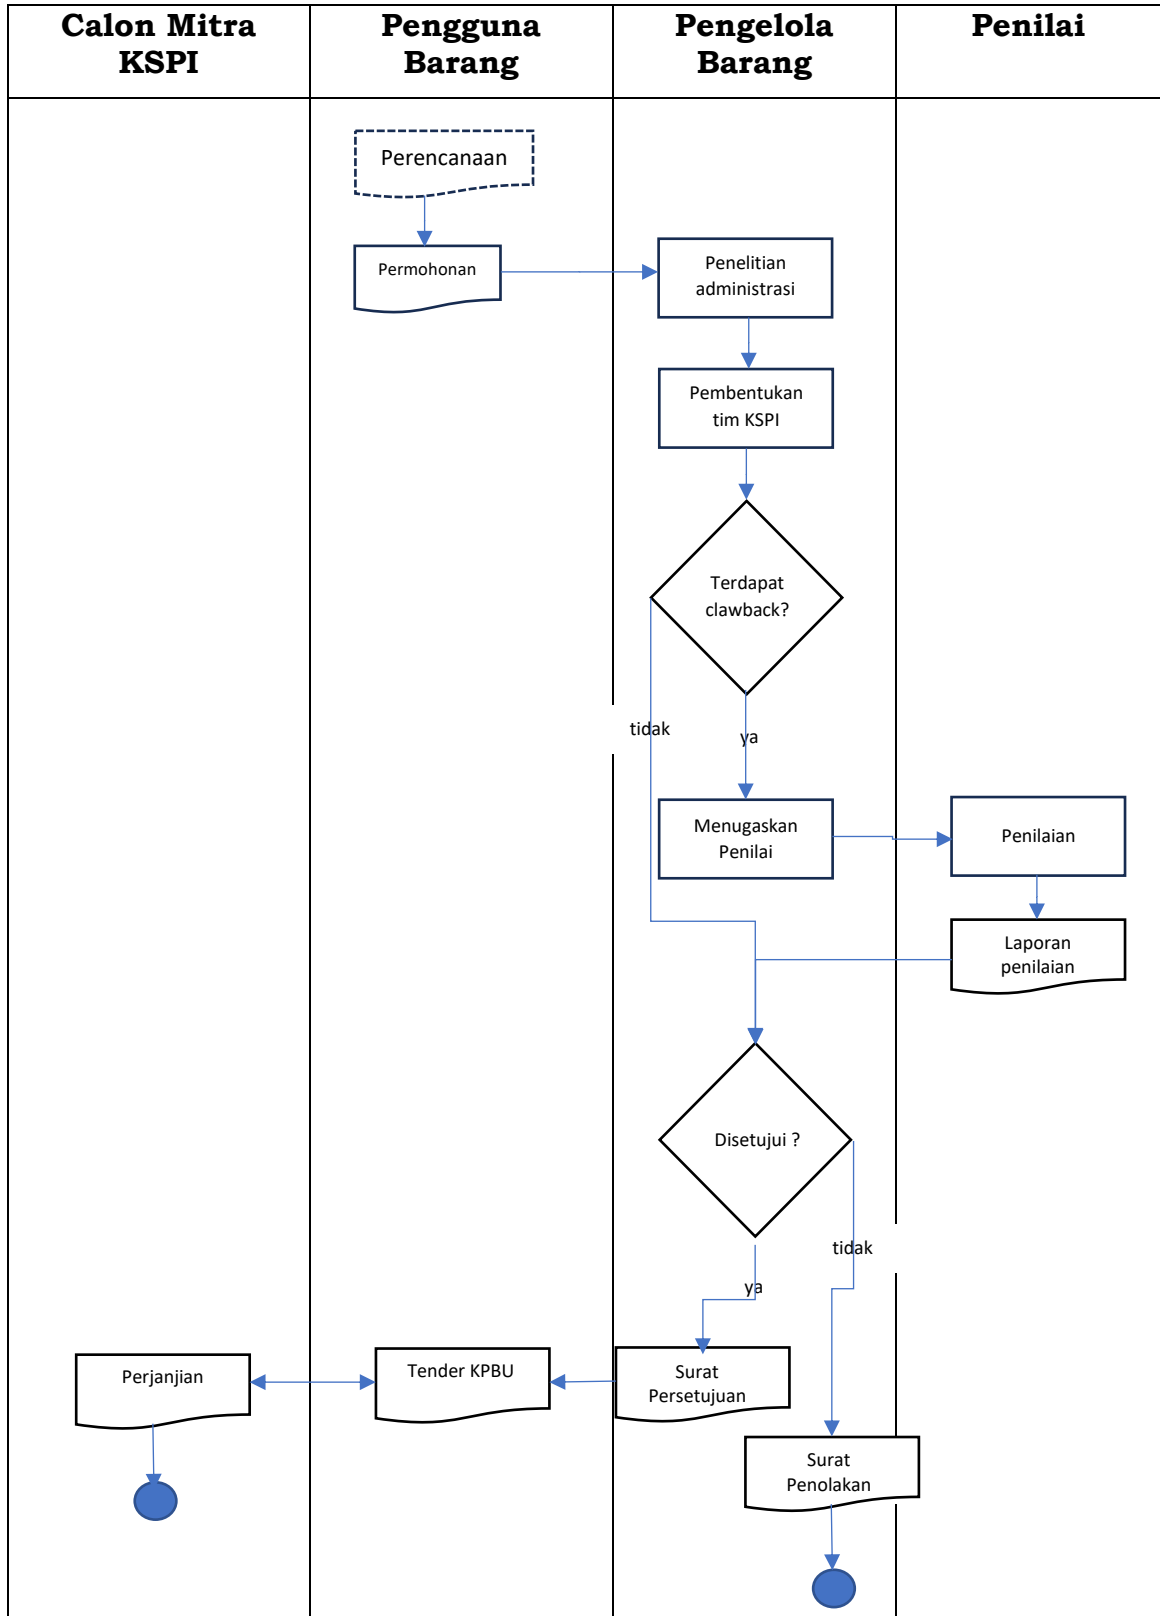 Calon Mitra
KSPI
Pengguna
Barang
Pengelola
Barang
Penilai
Perencanaan
Permohonan
Penelitian
administrasi
Pembentukan
tim KSPI
Terdapat
clawback?
tidak
ya
Menugaskan
Penilai
Penilaian
Laporan
penilaian
Disetujui ?
tidak
ya
Perjanjian
Tender KPBU
Surat
Persetujuan
Surat
Penolakan